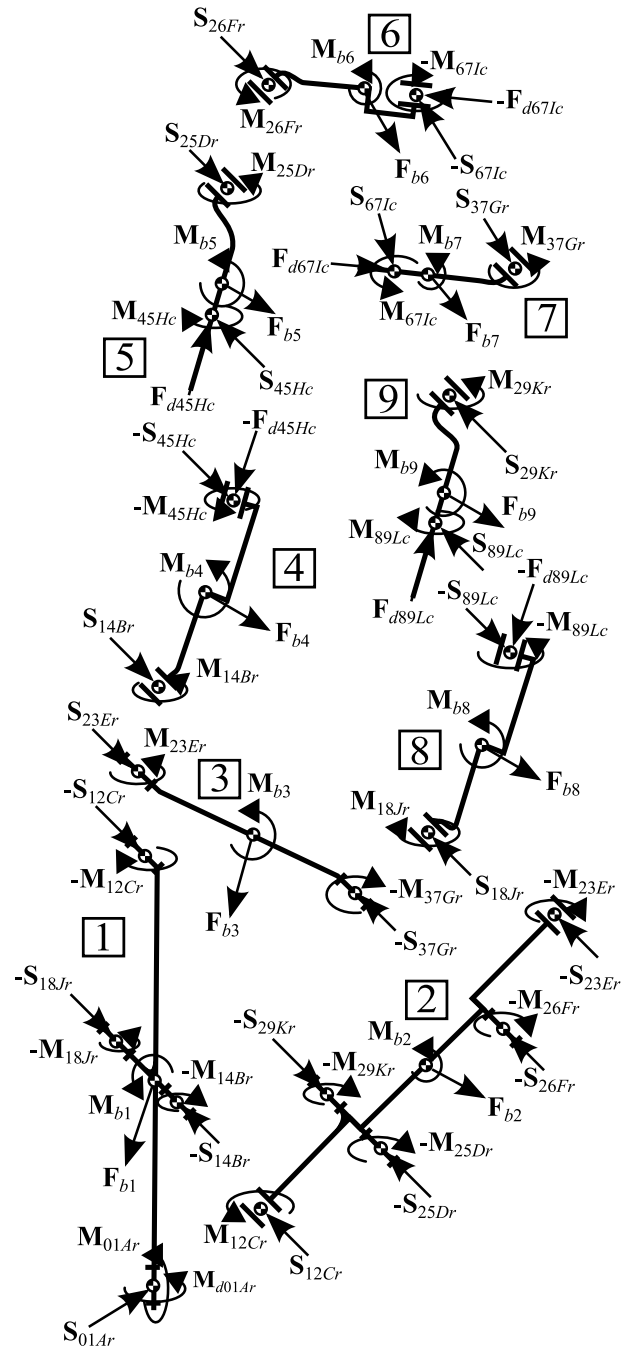 S26Fr
Mb6
6
-M67Ic
-Fd67Ic
M26Fr
Fb6
-S67Ic
S25Dr
M25Dr
S67Ic
S37Gr
Mb5
Mb7
M37Gr
Fd67Ic
M67Ic
Fb7
7
M45Hc
Fb5
5
S45Hc
Fd45Hc
9
M29Kr
-S45Hc
-Fd45Hc
S29Kr
Mb9
-M45Hc
Fb9
M89Lc
S89Lc
4
Mb4
-Fd89Lc
-S89Lc
Fd89Lc
-M89Lc
S14Br
Fb4
M14Br
Mb8
S23Er
M23Er
3
Mb3
8
Fb8
-S12Cr
M18Jr
S18Jr
-M12Cr
-M37Gr
-M23Er
Fb3
-S37Gr
1
-S23Er
-S18Jr
2
-M26Fr
-S29Kr
Mb2
-M18Jr
-M29Kr
-M14Br
-S26Fr
Mb1
Fb2
-S14Br
-M25Dr
Fb1
-S25Dr
M12Cr
M01Ar
S12Cr
Md01Ar
S01Ar